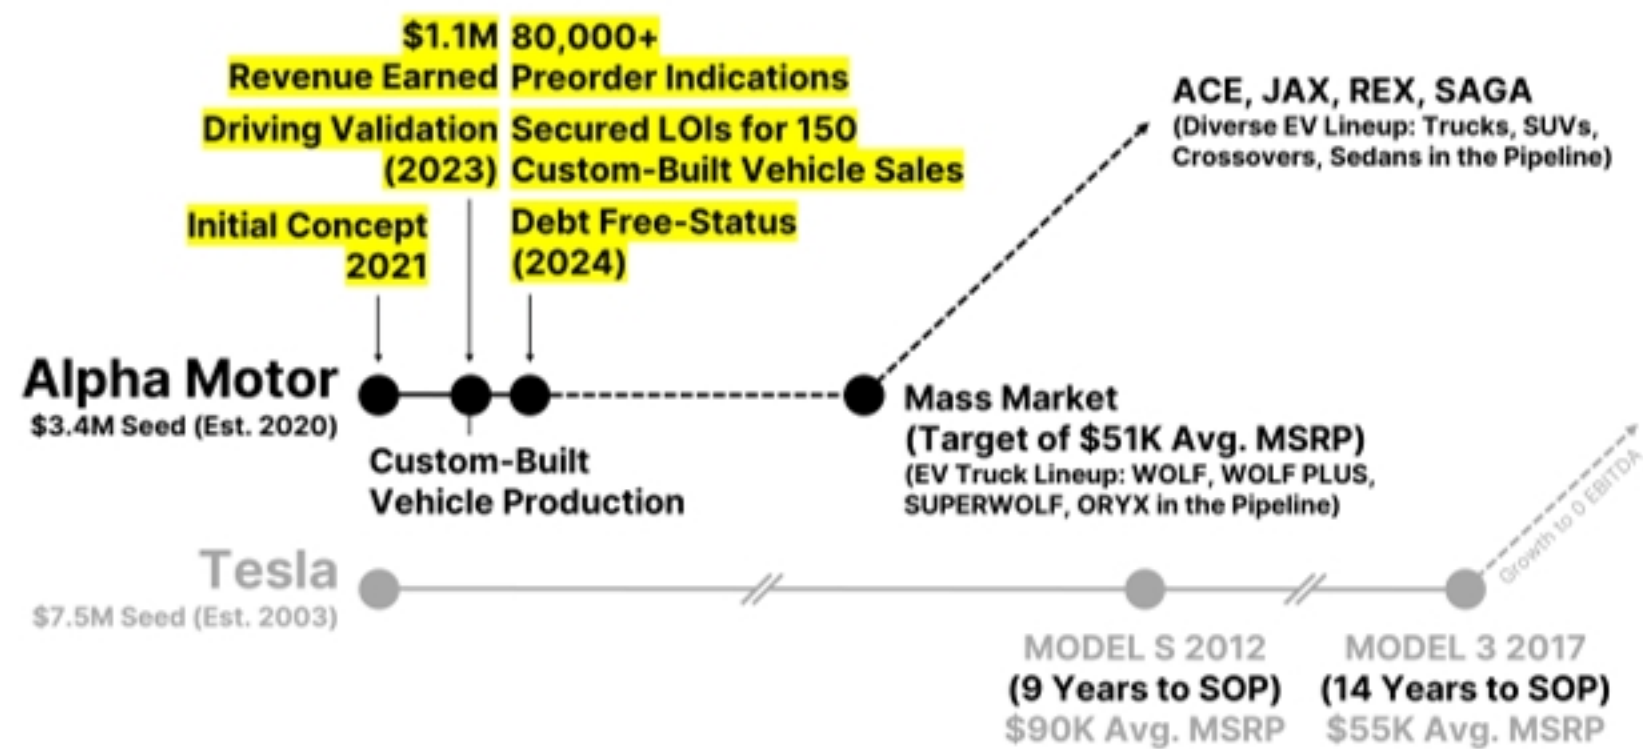 $1.1M
Revenue Earned
Driving Validation
(2023)
80,000+
Preorder Indications
Secured LOIs for 150
Custom-Built Vehicle Sales
Debt Free-Status
(2024)
Initial Concept
2021
ACE, JAX, REX, SAGA
(Diverse EV Lineup: Trucks, SUVs,
Crossovers, Sedans in the Pipeline)
Alpha Motor
$3.4M Seed (Est. 2020)
Custom-Built
Vehicle Production
Mass Market
(Target of $51K Avg. MSRP)
(EV Truck Lineup: WOLF, WOLF PLUS,
SUPERWOLF, ORYX in the Pipeline)
Growth to 0 EBITDA
Tesla
$7.5M Seed (Est. 2003)
MODEL S 2012
(9 Years to SOP)
$90K Avg. MSRP
MODEL 3 2017
(14 Years to SOP)
$55K Avg. MSRP